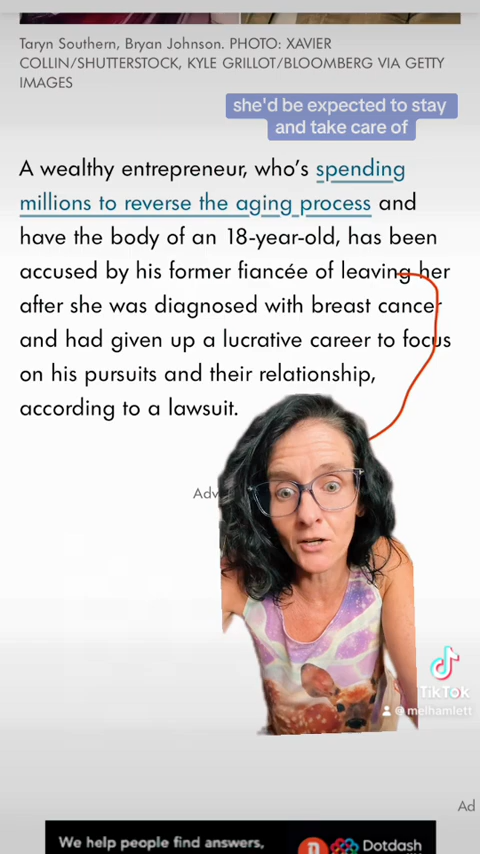 Taryn Southern, Bryan Johnson. PHOTO: XAVIER
COLLIN/SHUTTERSTOCK, KYLE GRILLOT/BLOOMBERG VIA GETTY
IMAGES
she'd be expected to stay
and take care of
A wealthy entrepreneur, who's spending
millions to reverse the aging process and
have the body of an 18-year-old, has been
accused by his former fiancée of leaving her
after she was diagnosed with breast cancer
and had given up a lucrative career to focus
on his pursuits and their relationship,
according to a lawsuit.
Adv
TikTok
@melhamlett
Ad
We help people find answers,
Dotdash